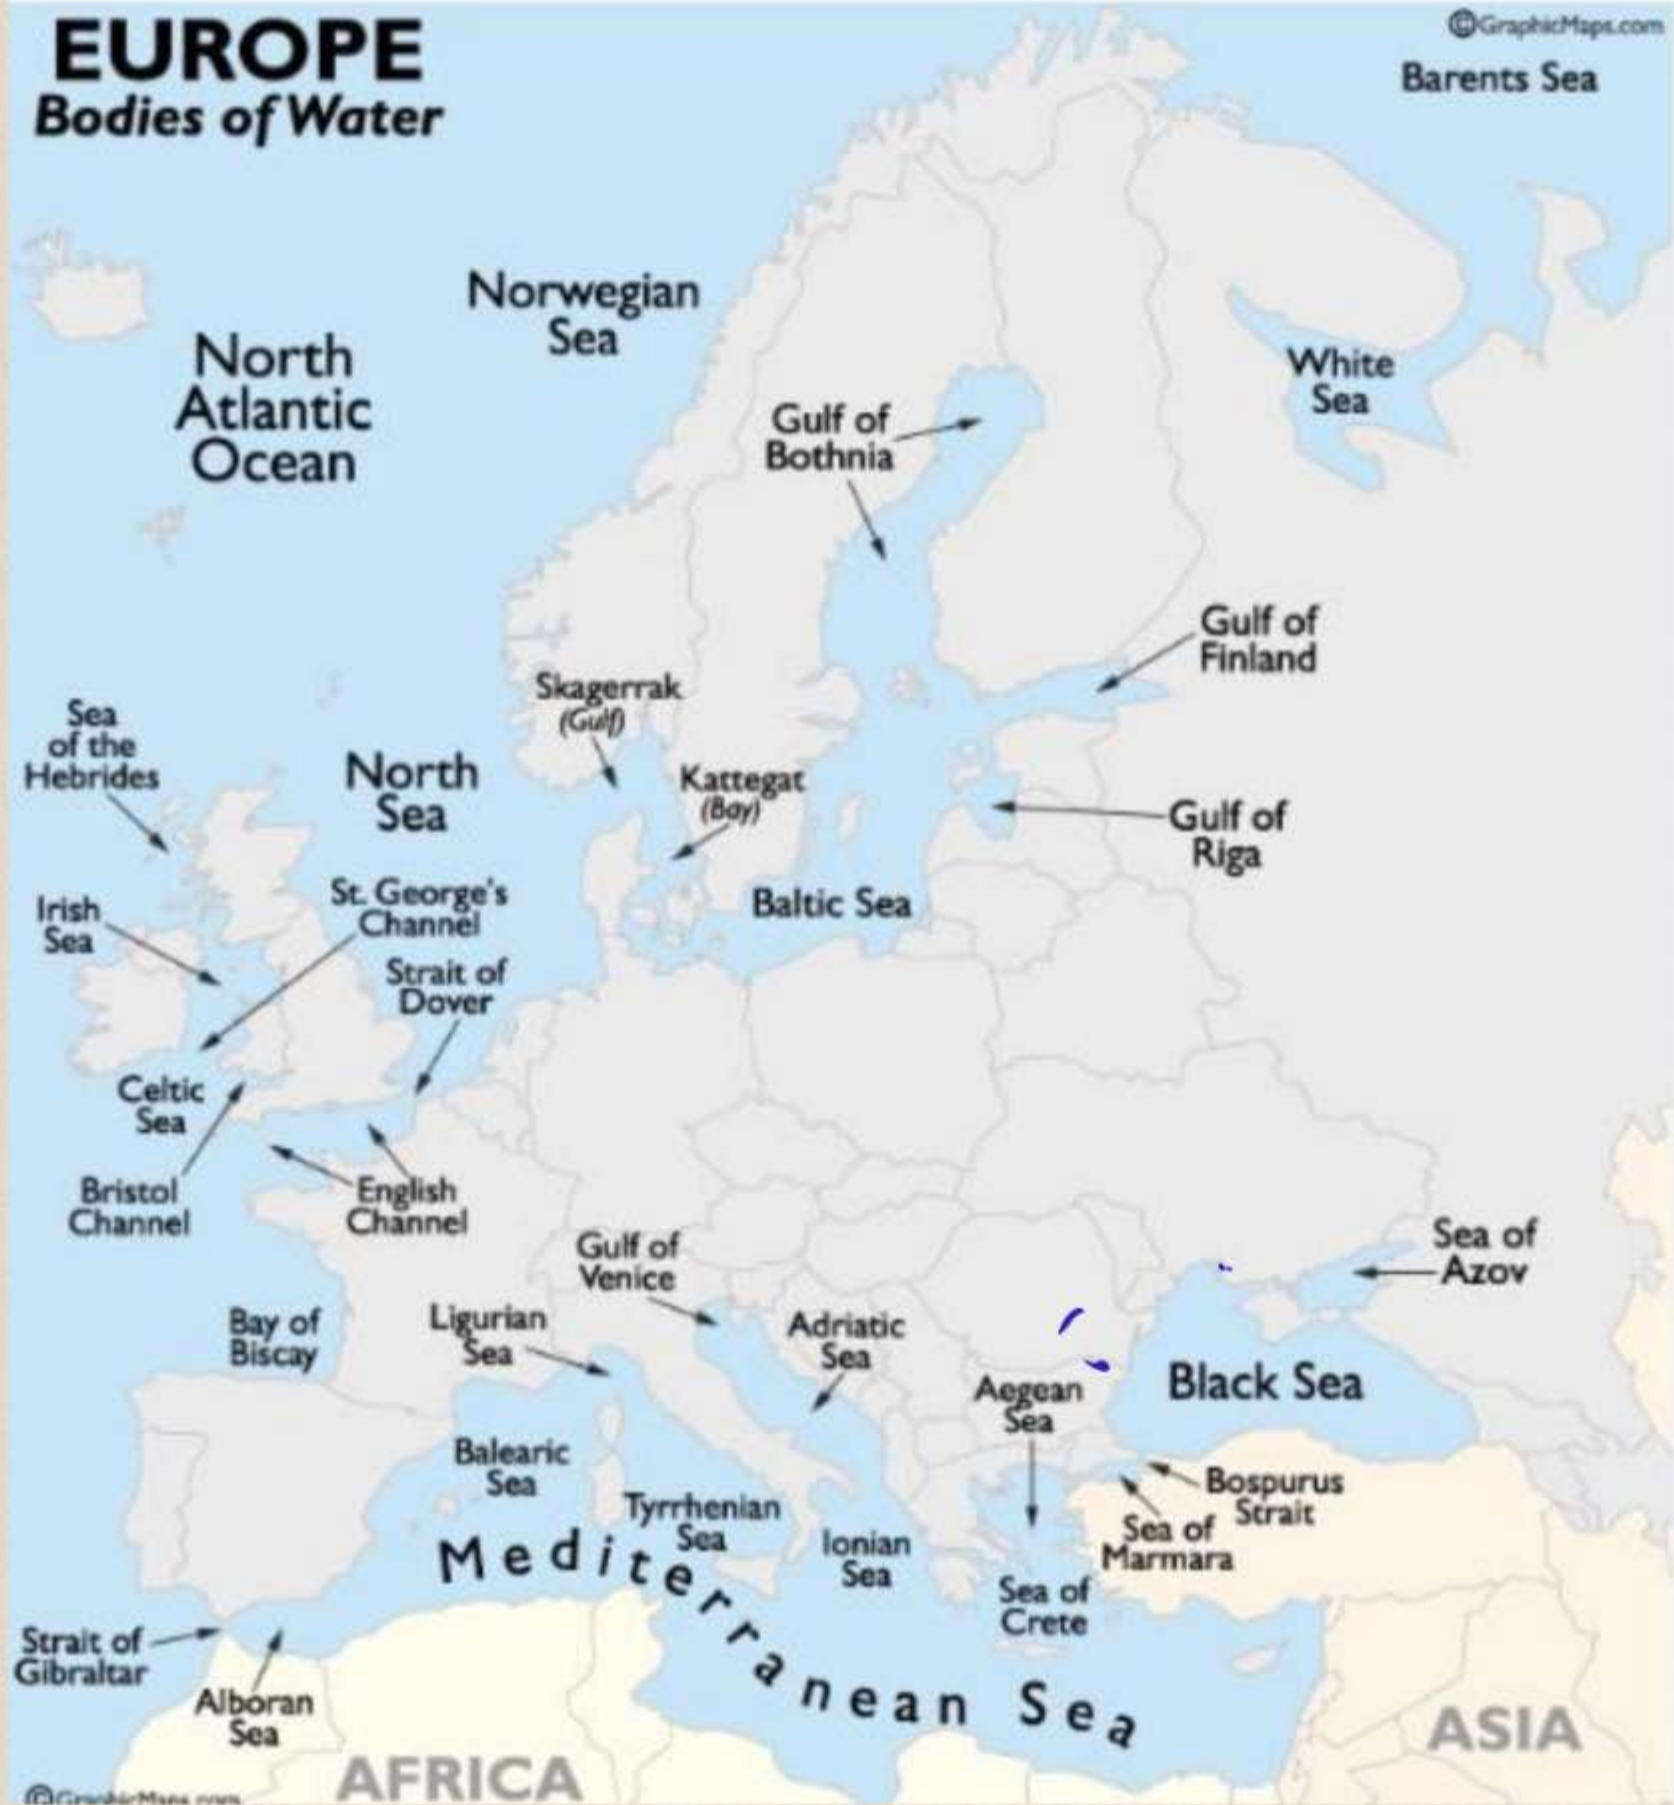 EUROPE
Bodies of Water
©GraphicMaps.com
Barents Sea
Norwegian
Sea
North
Atlantic
Ocean
White
Sea
Gulf of
Bothnia
Gulf of
Finland
Skagerrak
(Gulf)
Sea
of the
Hebrides
North
Sea
Kattegat
(Bay)
Gulf of
Riga
St. George's
Channel
Irish
Sea
Baltic Sea
Strait of
Dover
Celtic
Sea
Bristol
Channel
English
Channel
Gulf of
Venice
Sea of
Azov
Bay of
Biscay
Ligurian
Sea
Adriatic
Sea
Aegean
Sea
Black Sea
Balearic
Sea
Tyrrhenian
Sea
Ionian
Sea
Bospurus
Strait
Sea of
Marmara
Mediterranean Sea
Sea of
Crete
Strait of
Gibraltar
Alboran
Sea
AFRICA
ASIA
©GraphicMaps.com